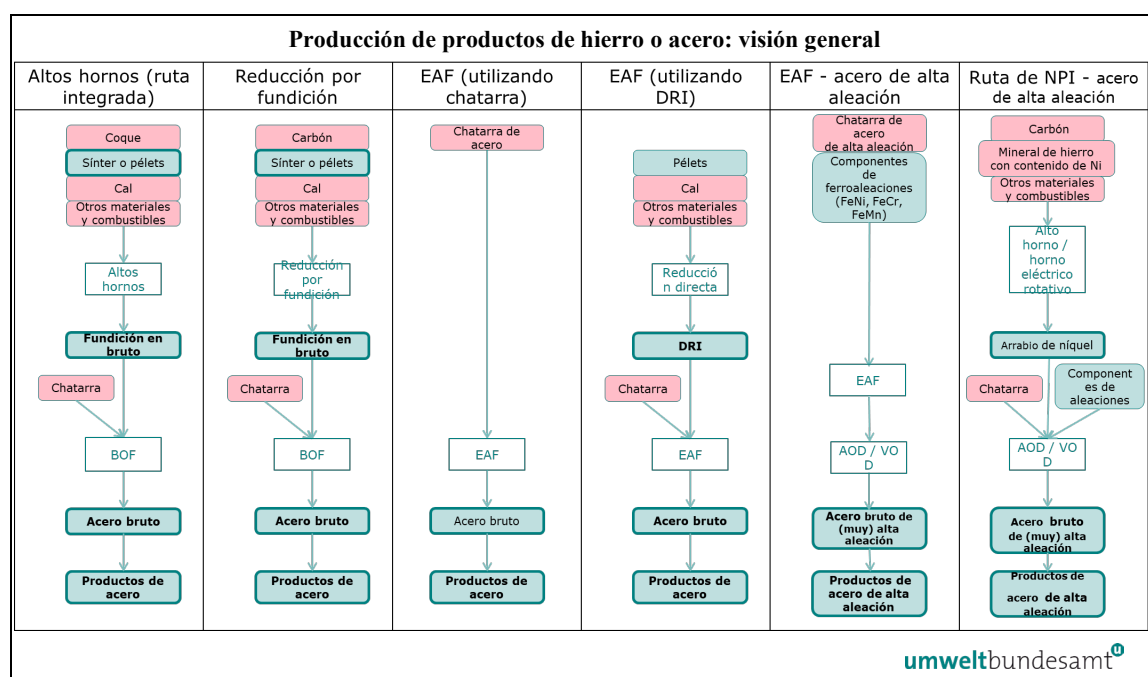 Producción de productos de hierro o acero: visión general
Altos hornos (ruta
integrada)
Coque
Sínter o pélets
Cal
Otros materiales
y combustibles
Altos
hornos
Fundición en
bruto
Chatarra
BOF
Acero bruto
Productos de
acero
Reducción por
fundición
Carbón
Sínter o pélets
Cal
Otros materiales
y combustibles
Reducción
por
fundición
Fundición en
bruto
Chatarra
BOF
Acero bruto
Productos de
acero
EAF (utilizando
chatarra)
Chatarra de
acero
EAF
Acero bruto
Productos de
acero
EAF (utilizando
DRI)
Pélets
Cal
Otros materiales
y combustibles
Reducció
n directa
DRI
Chatarra
EAF
Acero bruto
Productos de
acero
EAF - acero de alta
aleación
Chatarra de
acero
de alta aleación
Componentes
de
ferroaleaciones
(FeNi, FeCr,
FeMn)
EAF
AOD / VO
D
Acero bruto de
(muy) alta
aleación
Productos de
acero de alta
aleación
Ruta de NPI - acero
de alta aleación
Carbón
Mineral de hierro
con contenido de Ni
Otros materiales
y combustibles
Alto
horno /
horno
eléctrico
rotativo
Arrabio de níquel
Chatarra
Component
es de
aleaciones
AOD / VO
D
Acero bruto
de (muy) alta
aleación
Productos de
acero de alta
aleación
umweltbundesamt u